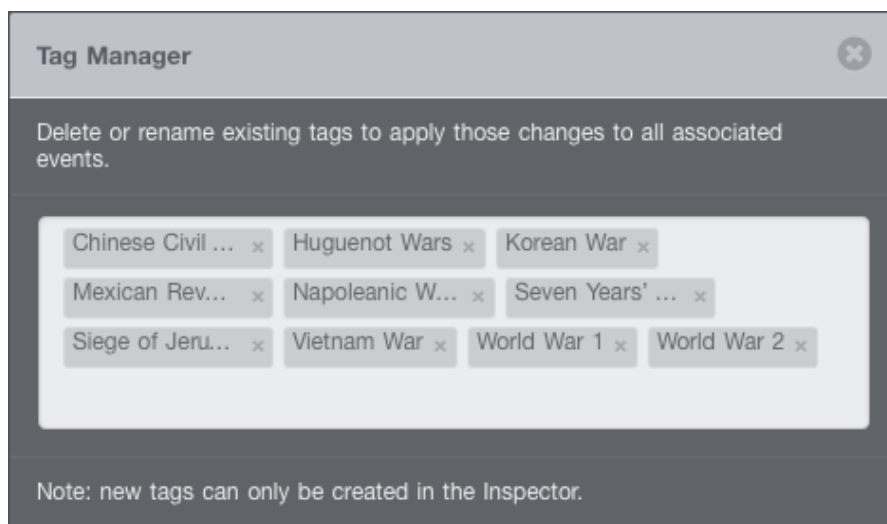 Tag Manager
Delete or rename existing tags to apply those changes to all associated
events.
Chinese Civil ... × Huguenot Wars × Korean War ×
Mexican Rev... × Napoleanic W... × Seven Years’ ... ×
Siege of Jeru... × Vietnam War × World War 1 × World War 2 ×
Note: new tags can only be created in the Inspector.